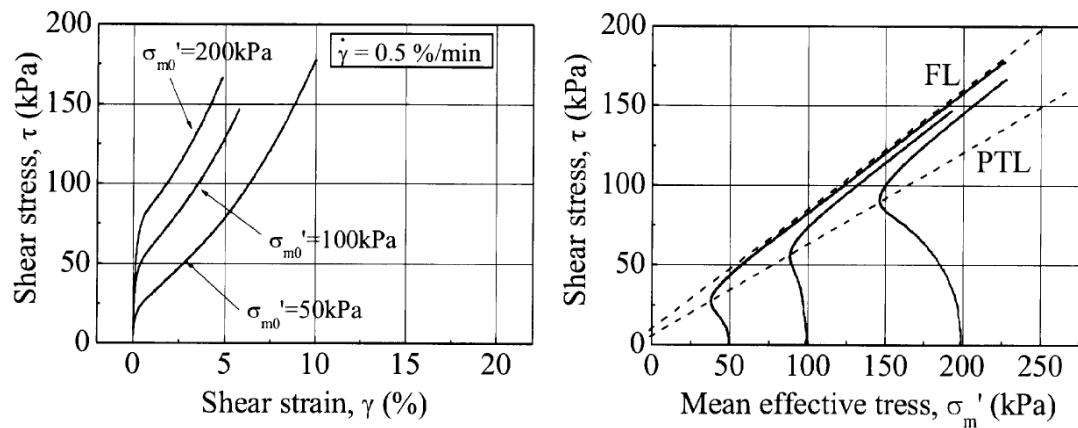 200
150
100
50
0
Shear stress, τ (kPa)
σm0'=200kPa
γ̇ = 0.5 %/min
σm0'=100kPa
σm0'=50kPa
0 5 10 15 20
Shear strain, γ (%)
200
150
100
50
0
Shear stress, τ (kPa)
FL
PTL
0 50 100 150 200 250
Mean effective tress, σm' (kPa)